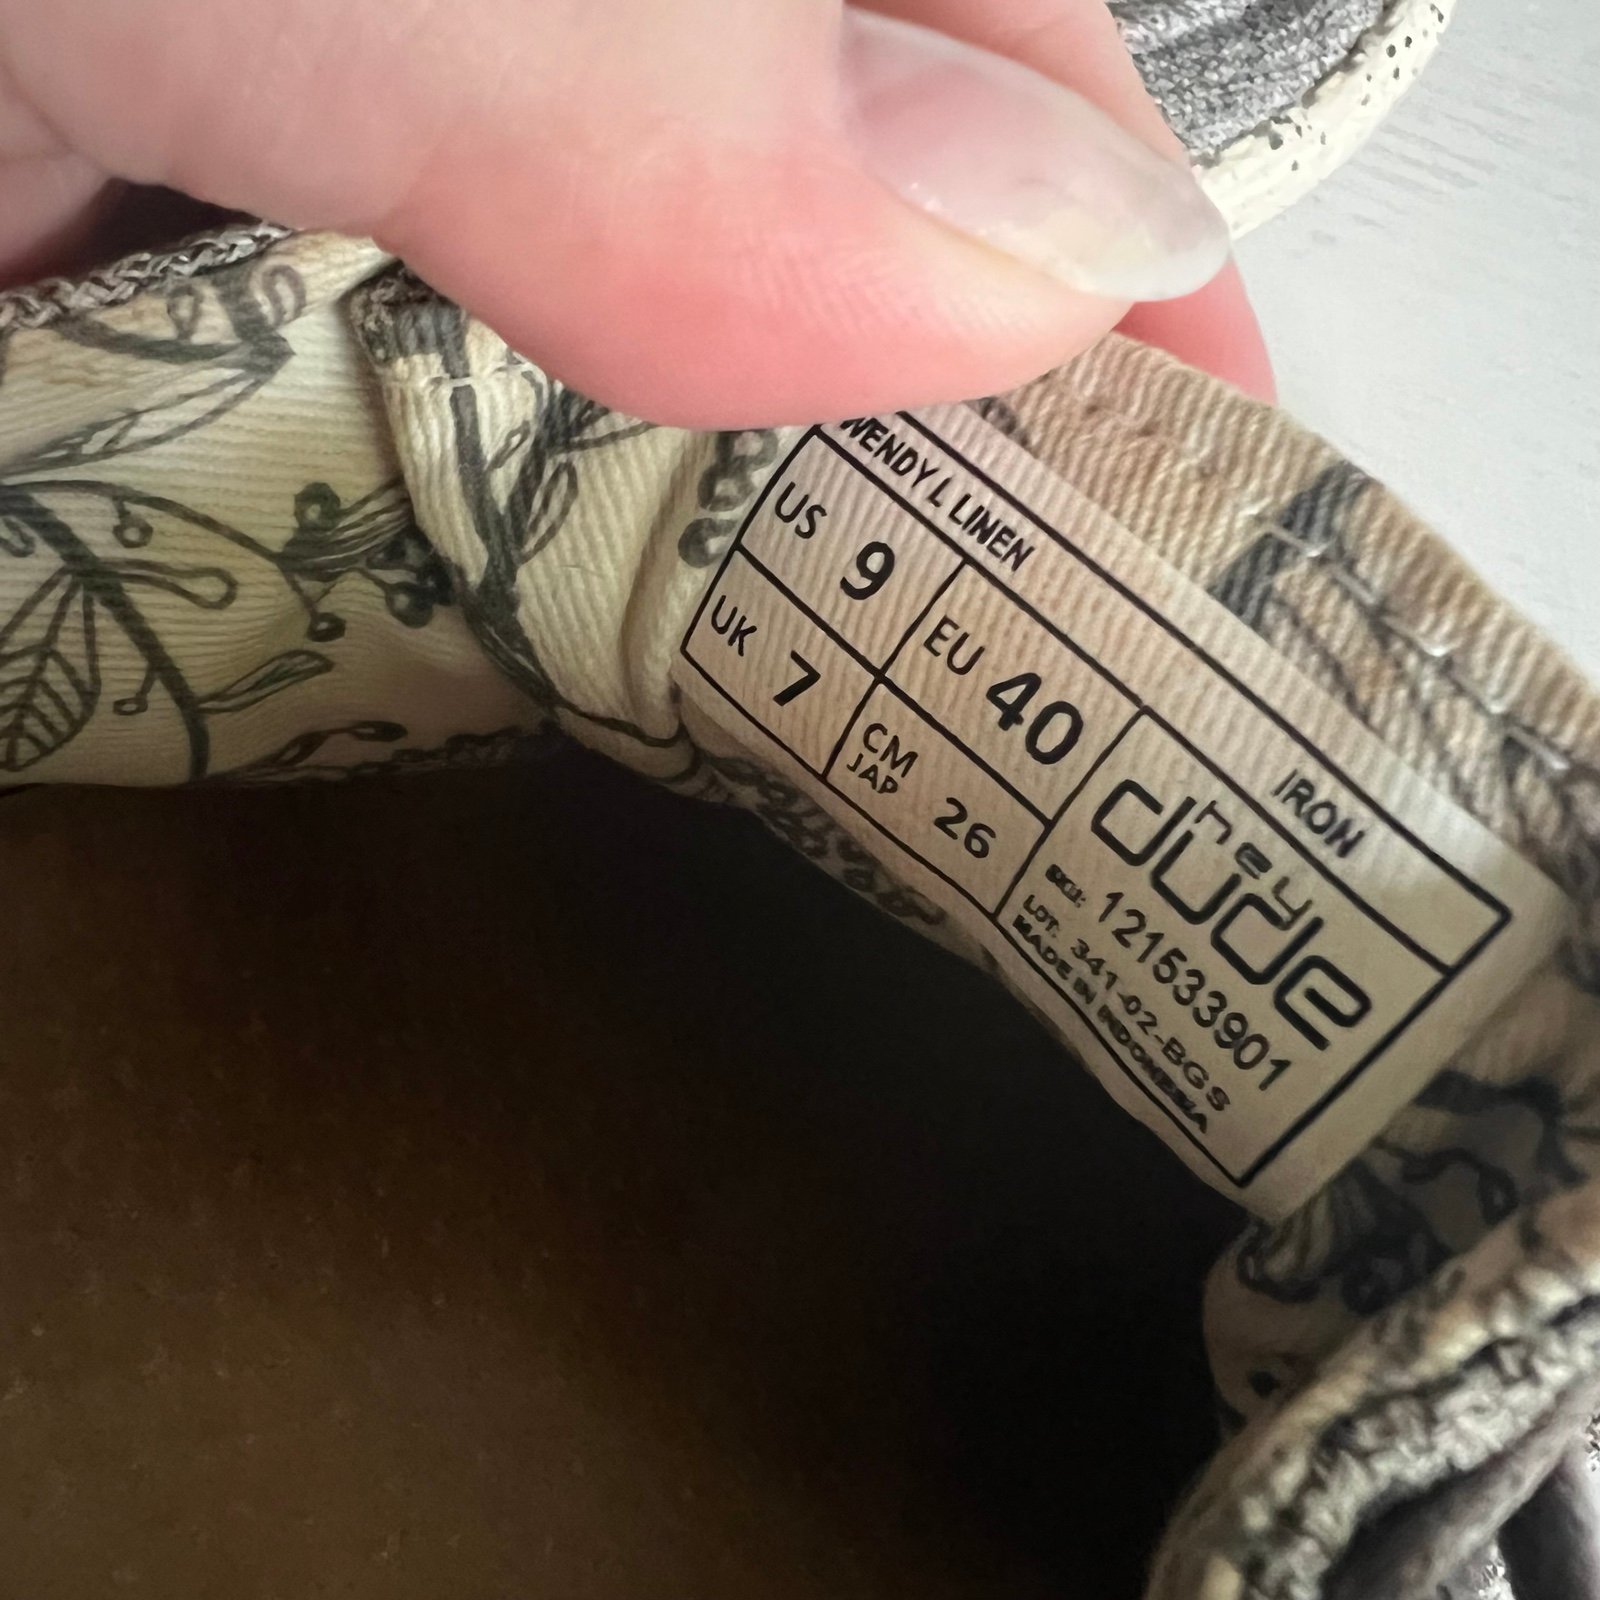 WENDY L LINEN
IRON
US 9
EU 40
UK 7
CM
JAP 26
hey
dude
SKU: 121533901
LOT: 341-02-BGS
MADE IN INDONESIA